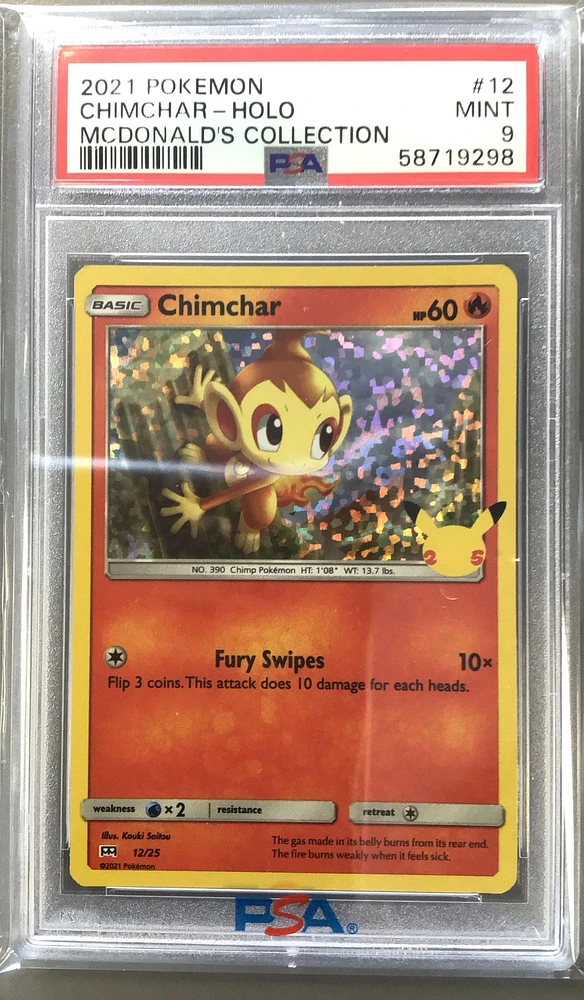 2021 POKEMON #12
CHIMCHAR - HOLO MINT
MCDONALD'S COLLECTION 9
PSA 58719298
BASIC Chimchar HP60
25
NO. 390 Chimp Pokémon HT: 1'08" WT: 13.7 lbs.
Fury Swipes 10×
Flip 3 coins. This attack does 10 damage for each heads.
weakness ×2 resistance retreat
Illus. Kouki Saitou
The gas made in its belly burns from its rear end.
12/25
The fire burns weakly when it feels sick.
©2021 Pokémon
PSA®